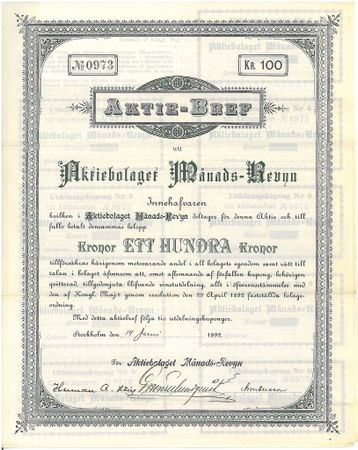 № 0973
KR. 100
AKTIE-BREF
uti
Aktiebolaget Månads-Revyn
Innehafvaren
hvilken i Aktiebolaget Månads-Revyn deltager för denna Aktie och till
fullo betalt densammas belopp
Kronor ETT HUNDRA Kronor
tillförsäkras härigenom motsvarande andel i all bolagets egendom samt rätt till
talan i bolaget äfvensom att, emot aflemnande af förfallen kupong, behörigen
qvitterad, tillgodonjuta blifvande vinstutdelning, allt i öfverensstämmelse med
den af Kongl. Maj:t genom resolution den 29 April 1892 fastställda bolags-
ordning.
Med detta aktiebref följa tio utdelningskuponger.
Stockholm den 14 Juni 1892.
För Aktiebolaget Månads-Revyn
Herman A.